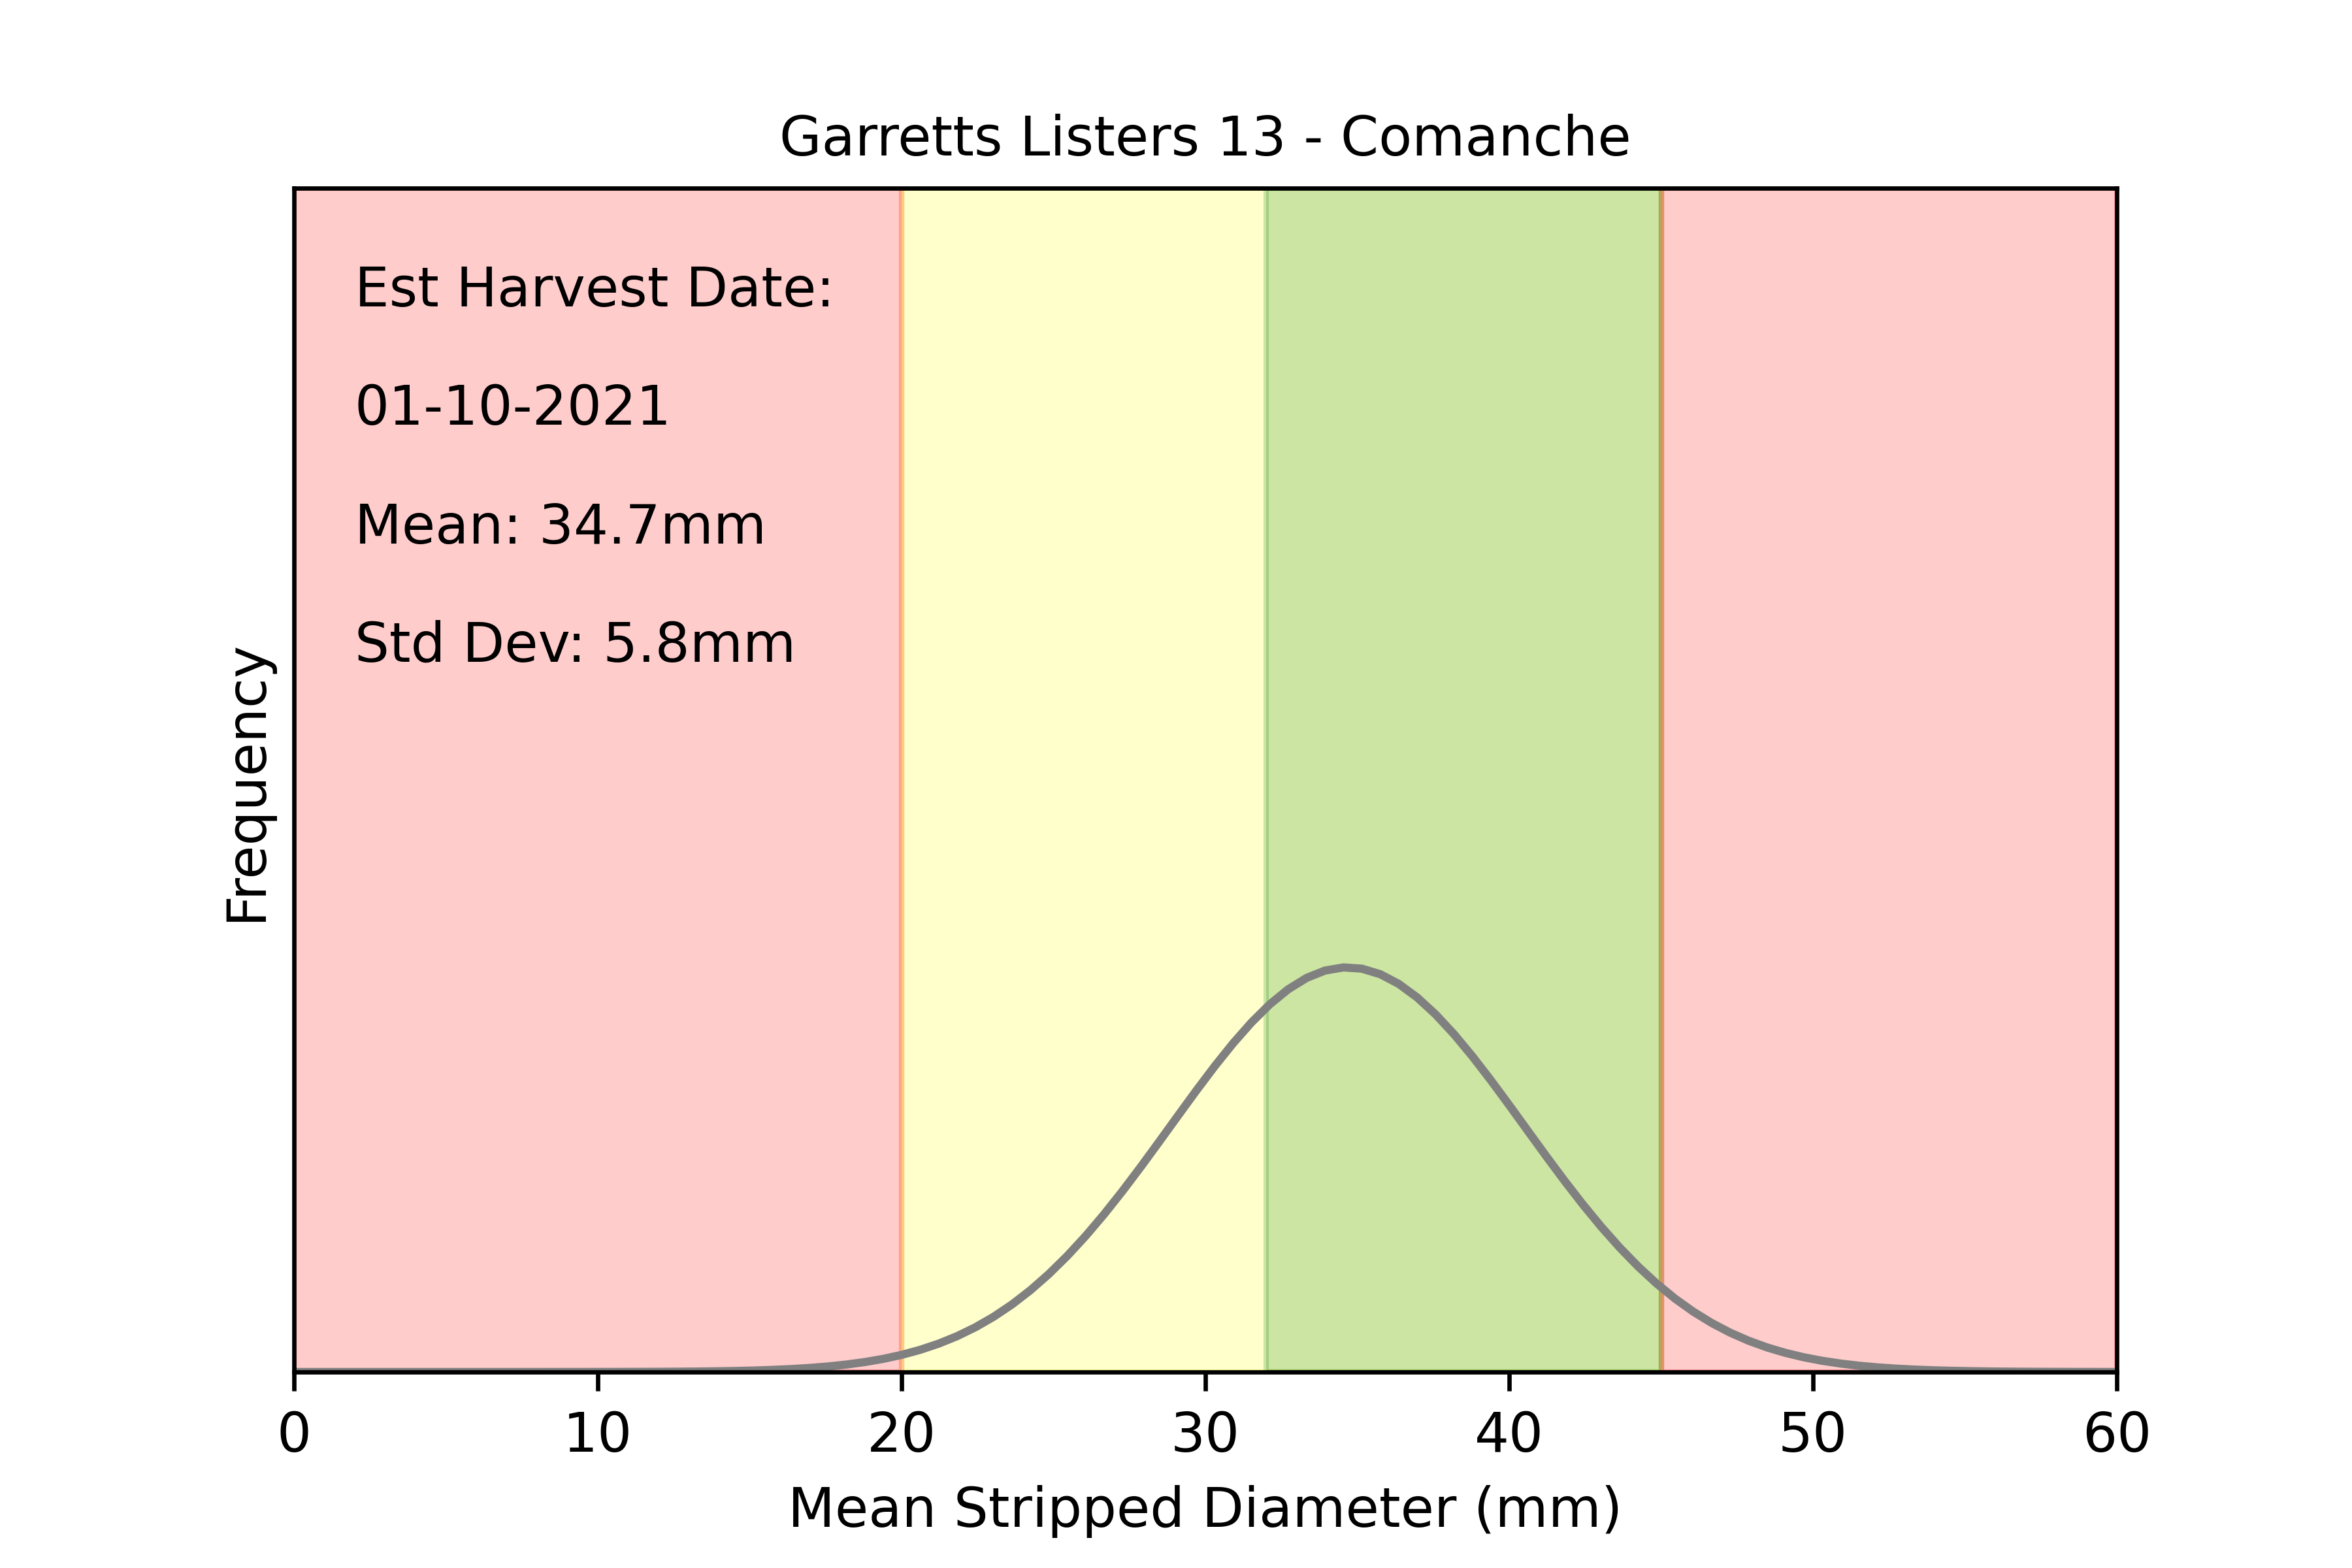 Garretts Listers 13 - Comanche
Est Harvest Date:
01-10-2021
Mean: 34.7mm
Std Dev: 5.8mm
Frequency
0 10 20 30 40 50 60
Mean Stripped Diameter (mm)